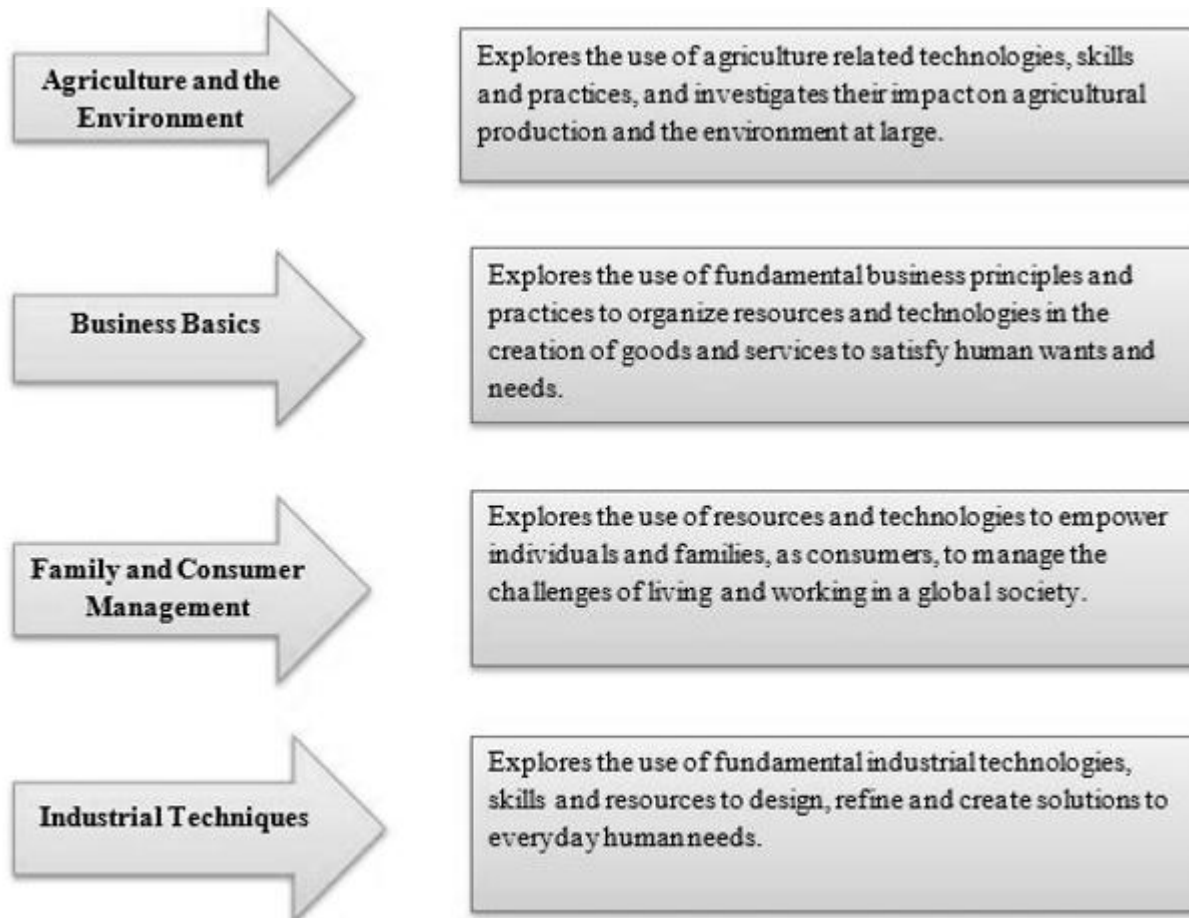 Agriculture and the
Environment
Explores the use of agriculture related technologies, skills
and practices, and investigates their impact on agricultural
production and the environment at large.
Business Basics
Explores the use of fundamental business principles and
practices to organize resources and technologies in the
creation of goods and services to satisfy human wants and
needs.
Family and Consumer
Management
Explores the use of resources and technologies to empower
individuals and families, as consumers, to manage the
challenges of living and working in a global society.
Industrial Techniques
Explores the use of fundamental industrial technologies,
skills and resources to design, refine and create solutions to
everyday human needs.